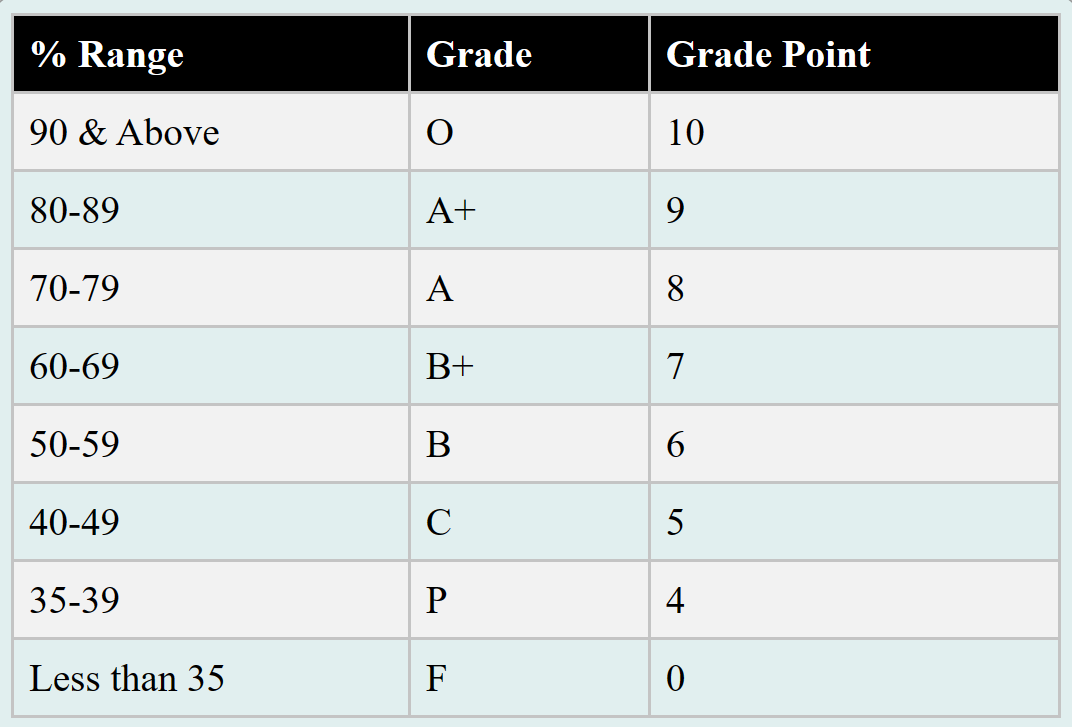 % Range Grade Grade Point
90 & Above O 10
80-89 A+ 9
70-79 A 8
60-69 B+ 7
50-59 B 6
40-49 C 5
35-39 P 4
Less than 35 F 0